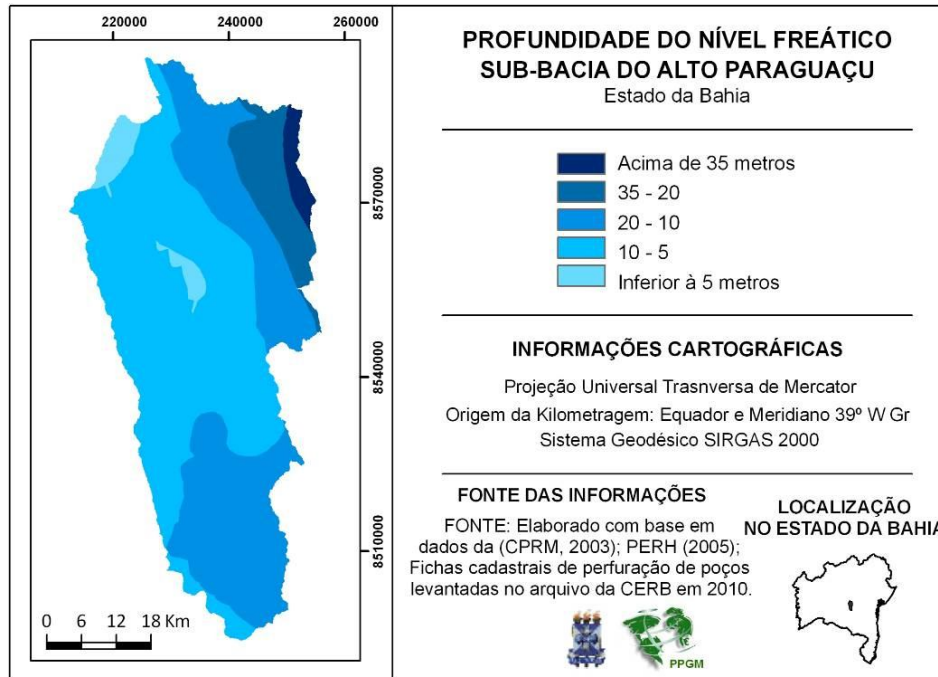 220000 240000 260000
8570000
8540000
8510000
0 6 12 18 Km
PROFUNDIDADE DO NÍVEL FREÁTICO
SUB-BACIA DO ALTO PARAGUAÇU
Estado da Bahia
Acima de 35 metros
35 - 20
20 - 10
10 - 5
Inferior à 5 metros
INFORMAÇÕES CARTOGRÁFICAS
Projeção Universal Trasnversa de Mercator
Origem da Kilometragem: Equador e Meridiano 39º W Gr
Sistema Geodésico SIRGAS 2000
FONTE DAS INFORMAÇÕES
FONTE: Elaborado com base em
dados da (CPRM, 2003); PERH (2005);
Fichas cadastrais de perfuração de poços
levantadas no arquivo da CERB em 2010.
PPGM
LOCALIZAÇÃO
NO ESTADO DA BAHIA